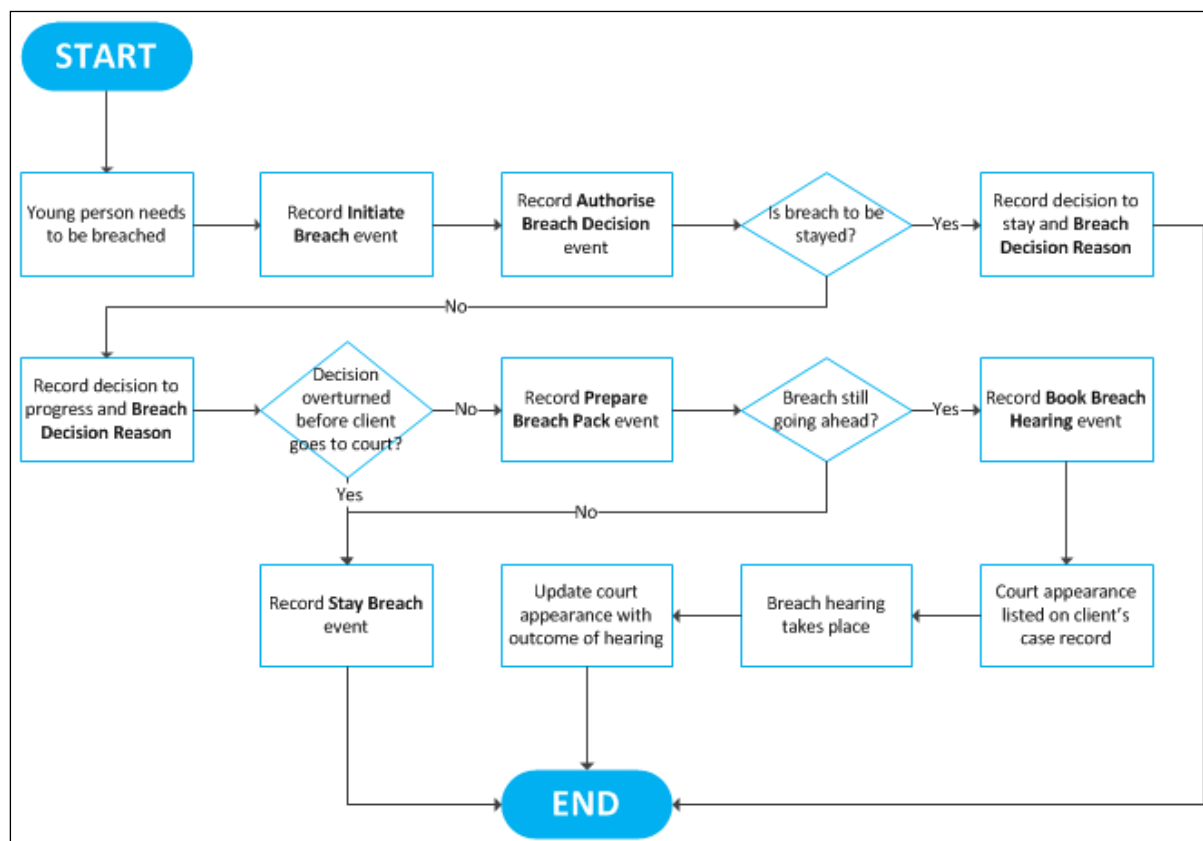 START
Young person needs
to be breached
Record Initiate
Breach event
Record Authorise
Breach Decision
event
Is breach to be
stayed?
Yes
Record decision to
stay and Breach
Decision Reason
No
Record decision to
progress and Breach
Decision Reason
Decision
overturned
before client
goes to court?
No
Record Prepare
Breach Pack event
Breach still
going ahead?
Yes
Record Book Breach
Hearing event
Yes
No
Record Stay Breach
event
Update court
appearance with
outcome of hearing
Breach hearing
takes place
Court appearance
listed on client's
case record
END